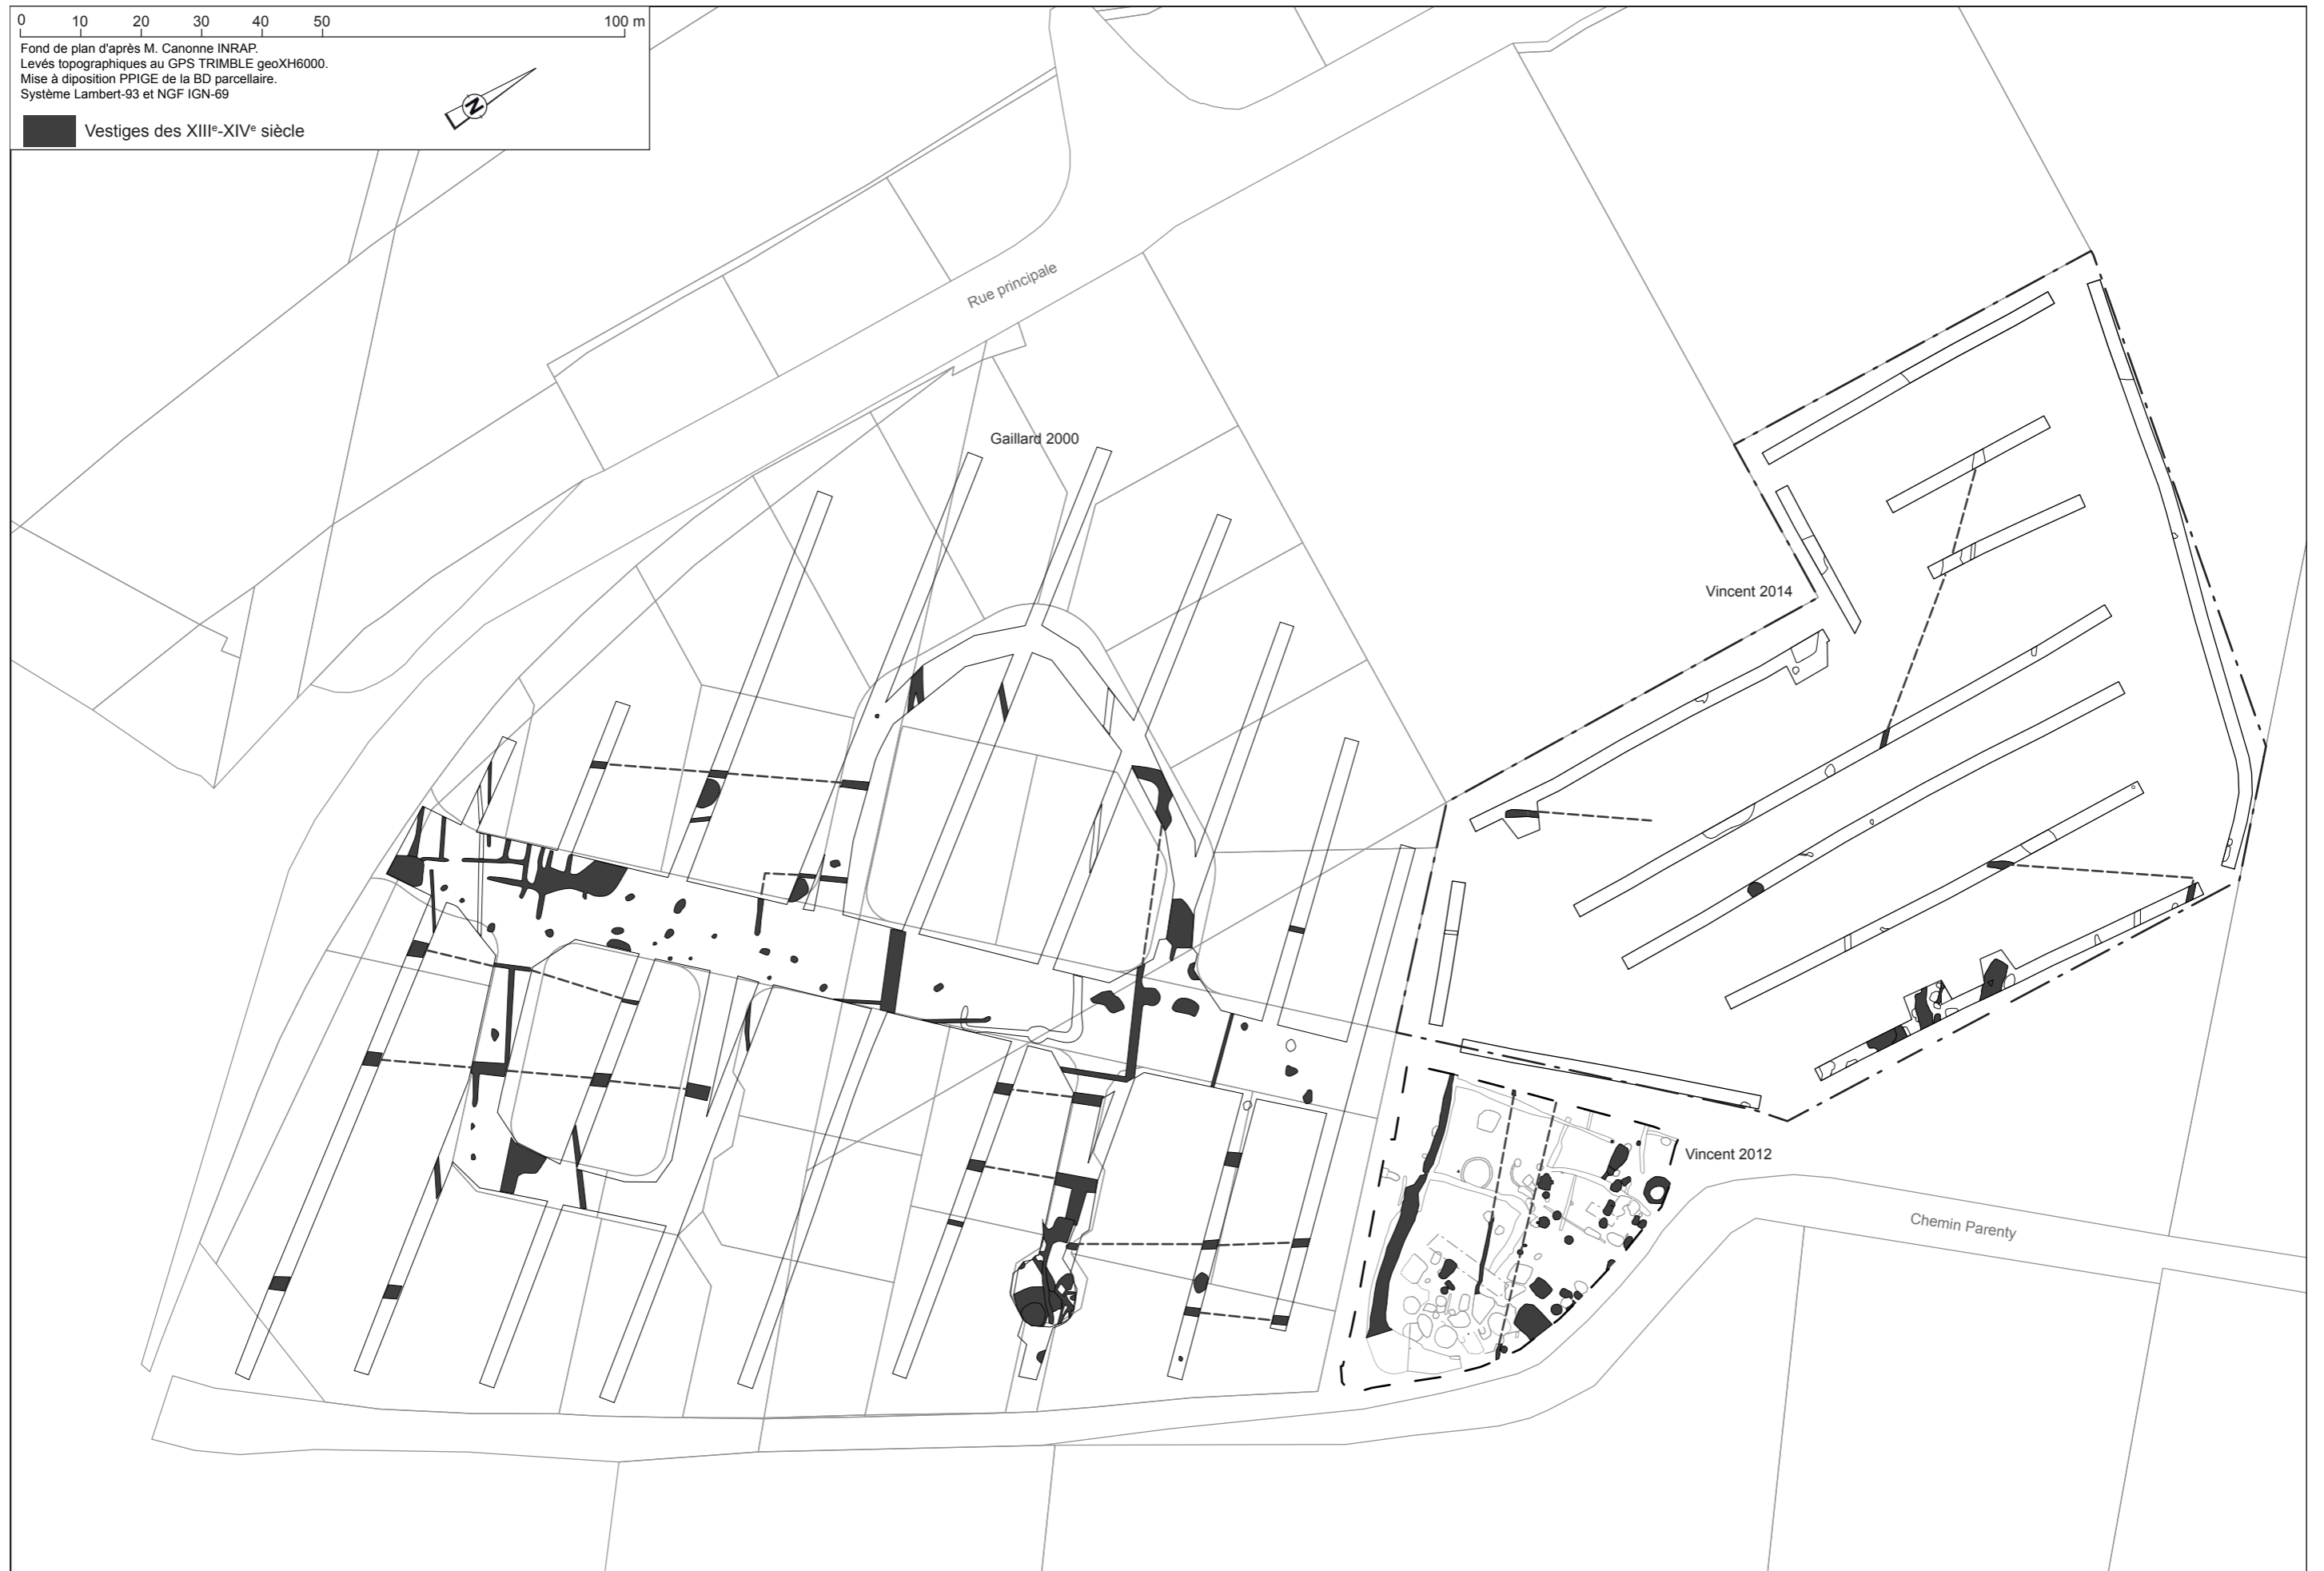 0 10 20 30 40 50 100 m
Fond de plan d'après M. Canonne INRAP.
Levés topographiques au GPS TRIMBLE geoXH6000.
Mise à diposition PPIGE de la BD parcellaire.
Système Lambert-93 et NGF IGN-69
N
Vestiges des XIIIᵉ-XIVᵉ siècle
Rue principale
Gaillard 2000
Vincent 2014
Vincent 2012
Chemin Parenty